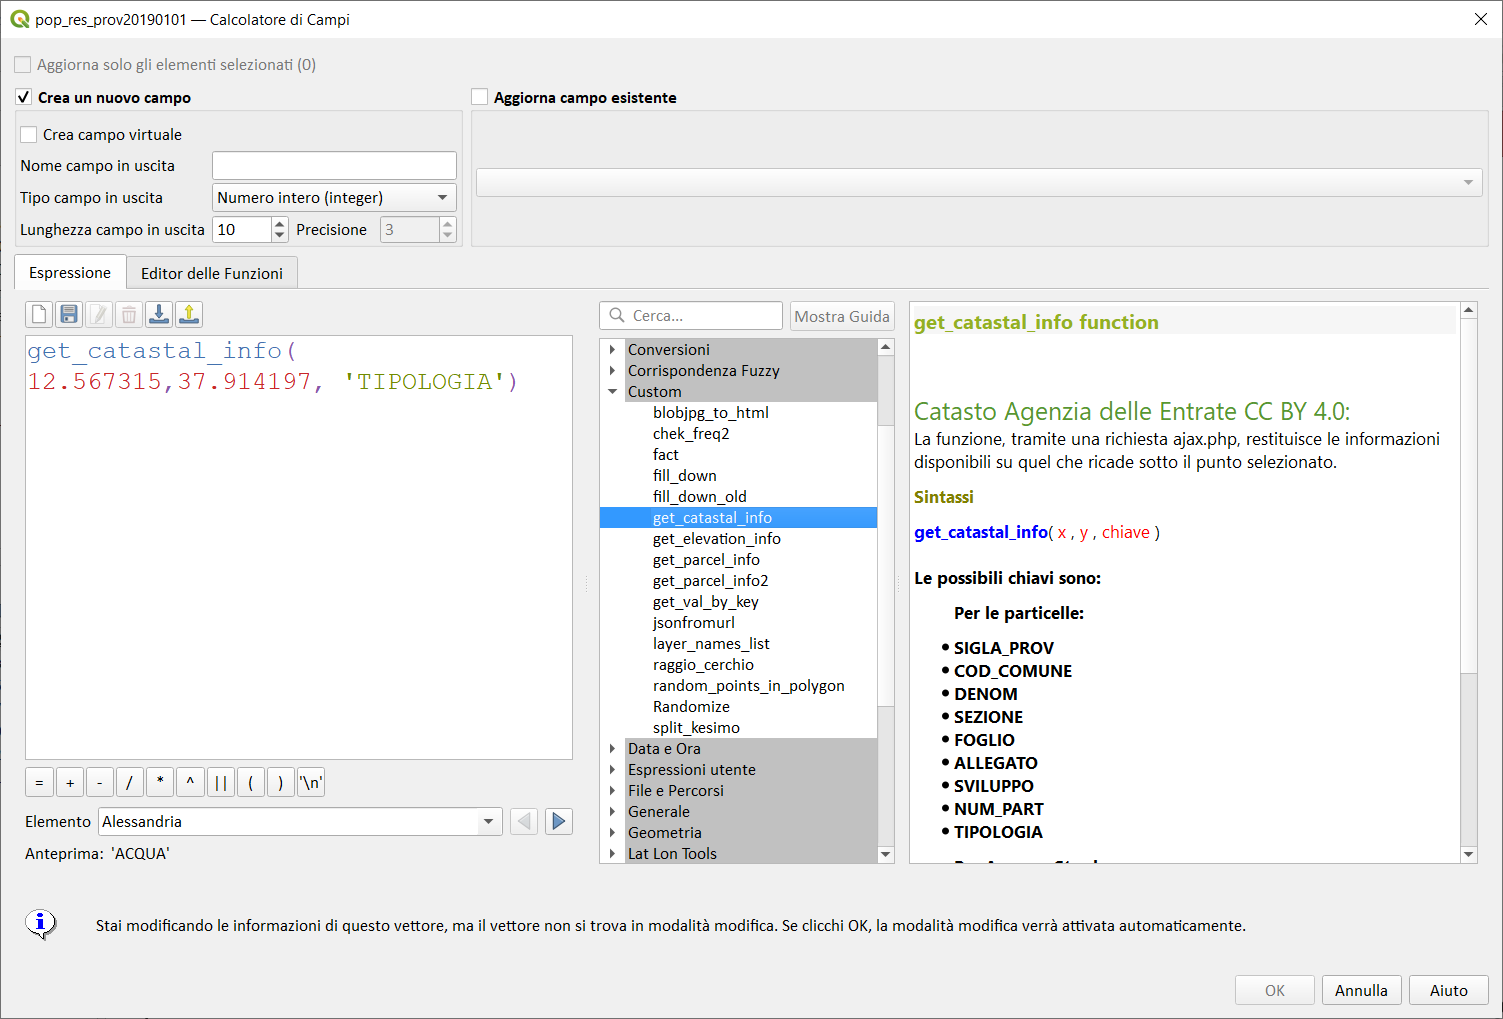 pop_res_prov20190101 — Calcolatore di Campi
Aggiorna solo gli elementi selezionati (0)
Crea un nuovo campo
Aggiorna campo esistente
Crea campo virtuale
Nome campo in uscita
Tipo campo in uscita Numero intero (integer)
Lunghezza campo in uscita 10 Precisione 3
Espressione
Editor delle Funzioni
get_catastal_info(
12.567315,37.914197, 'TIPOLOGIA')
= + - / * ^ || ( ) '\n'
Elemento Alessandria
Anteprima: 'ACQUA'
Cerca...
Mostra Guida
Conversioni
Corrispondenza Fuzzy
Custom
blobjpg_to_html
chek_freq2
fact
fill_down
fill_down_old
get_catastal_info
get_elevation_info
get_parcel_info
get_parcel_info2
get_val_by_key
jsonfromurl
layer_names_list
raggio_cerchio
random_points_in_polygon
Randomize
split_kesimo
Data e Ora
Espressioni utente
File e Percorsi
Generale
Geometria
Lat Lon Tools
get_catastal_info function
Catasto Agenzia delle Entrate CC BY 4.0:
La funzione, tramite una richiesta ajax.php, restituisce le informazioni
disponibili su quel che ricade sotto il punto selezionato.
Sintassi
get_catastal_info( x , y , chiave )
Le possibili chiavi sono:
Per le particelle:
• SIGLA_PROV
• COD_COMUNE
• DENOM
• SEZIONE
• FOGLIO
• ALLEGATO
• SVILUPPO
• NUM_PART
• TIPOLOGIA
Stai modificando le informazioni di questo vettore, ma il vettore non si trova in modalità modifica. Se clicchi OK, la modalità modifica verrà attivata automaticamente.
OK
Annulla
Aiuto